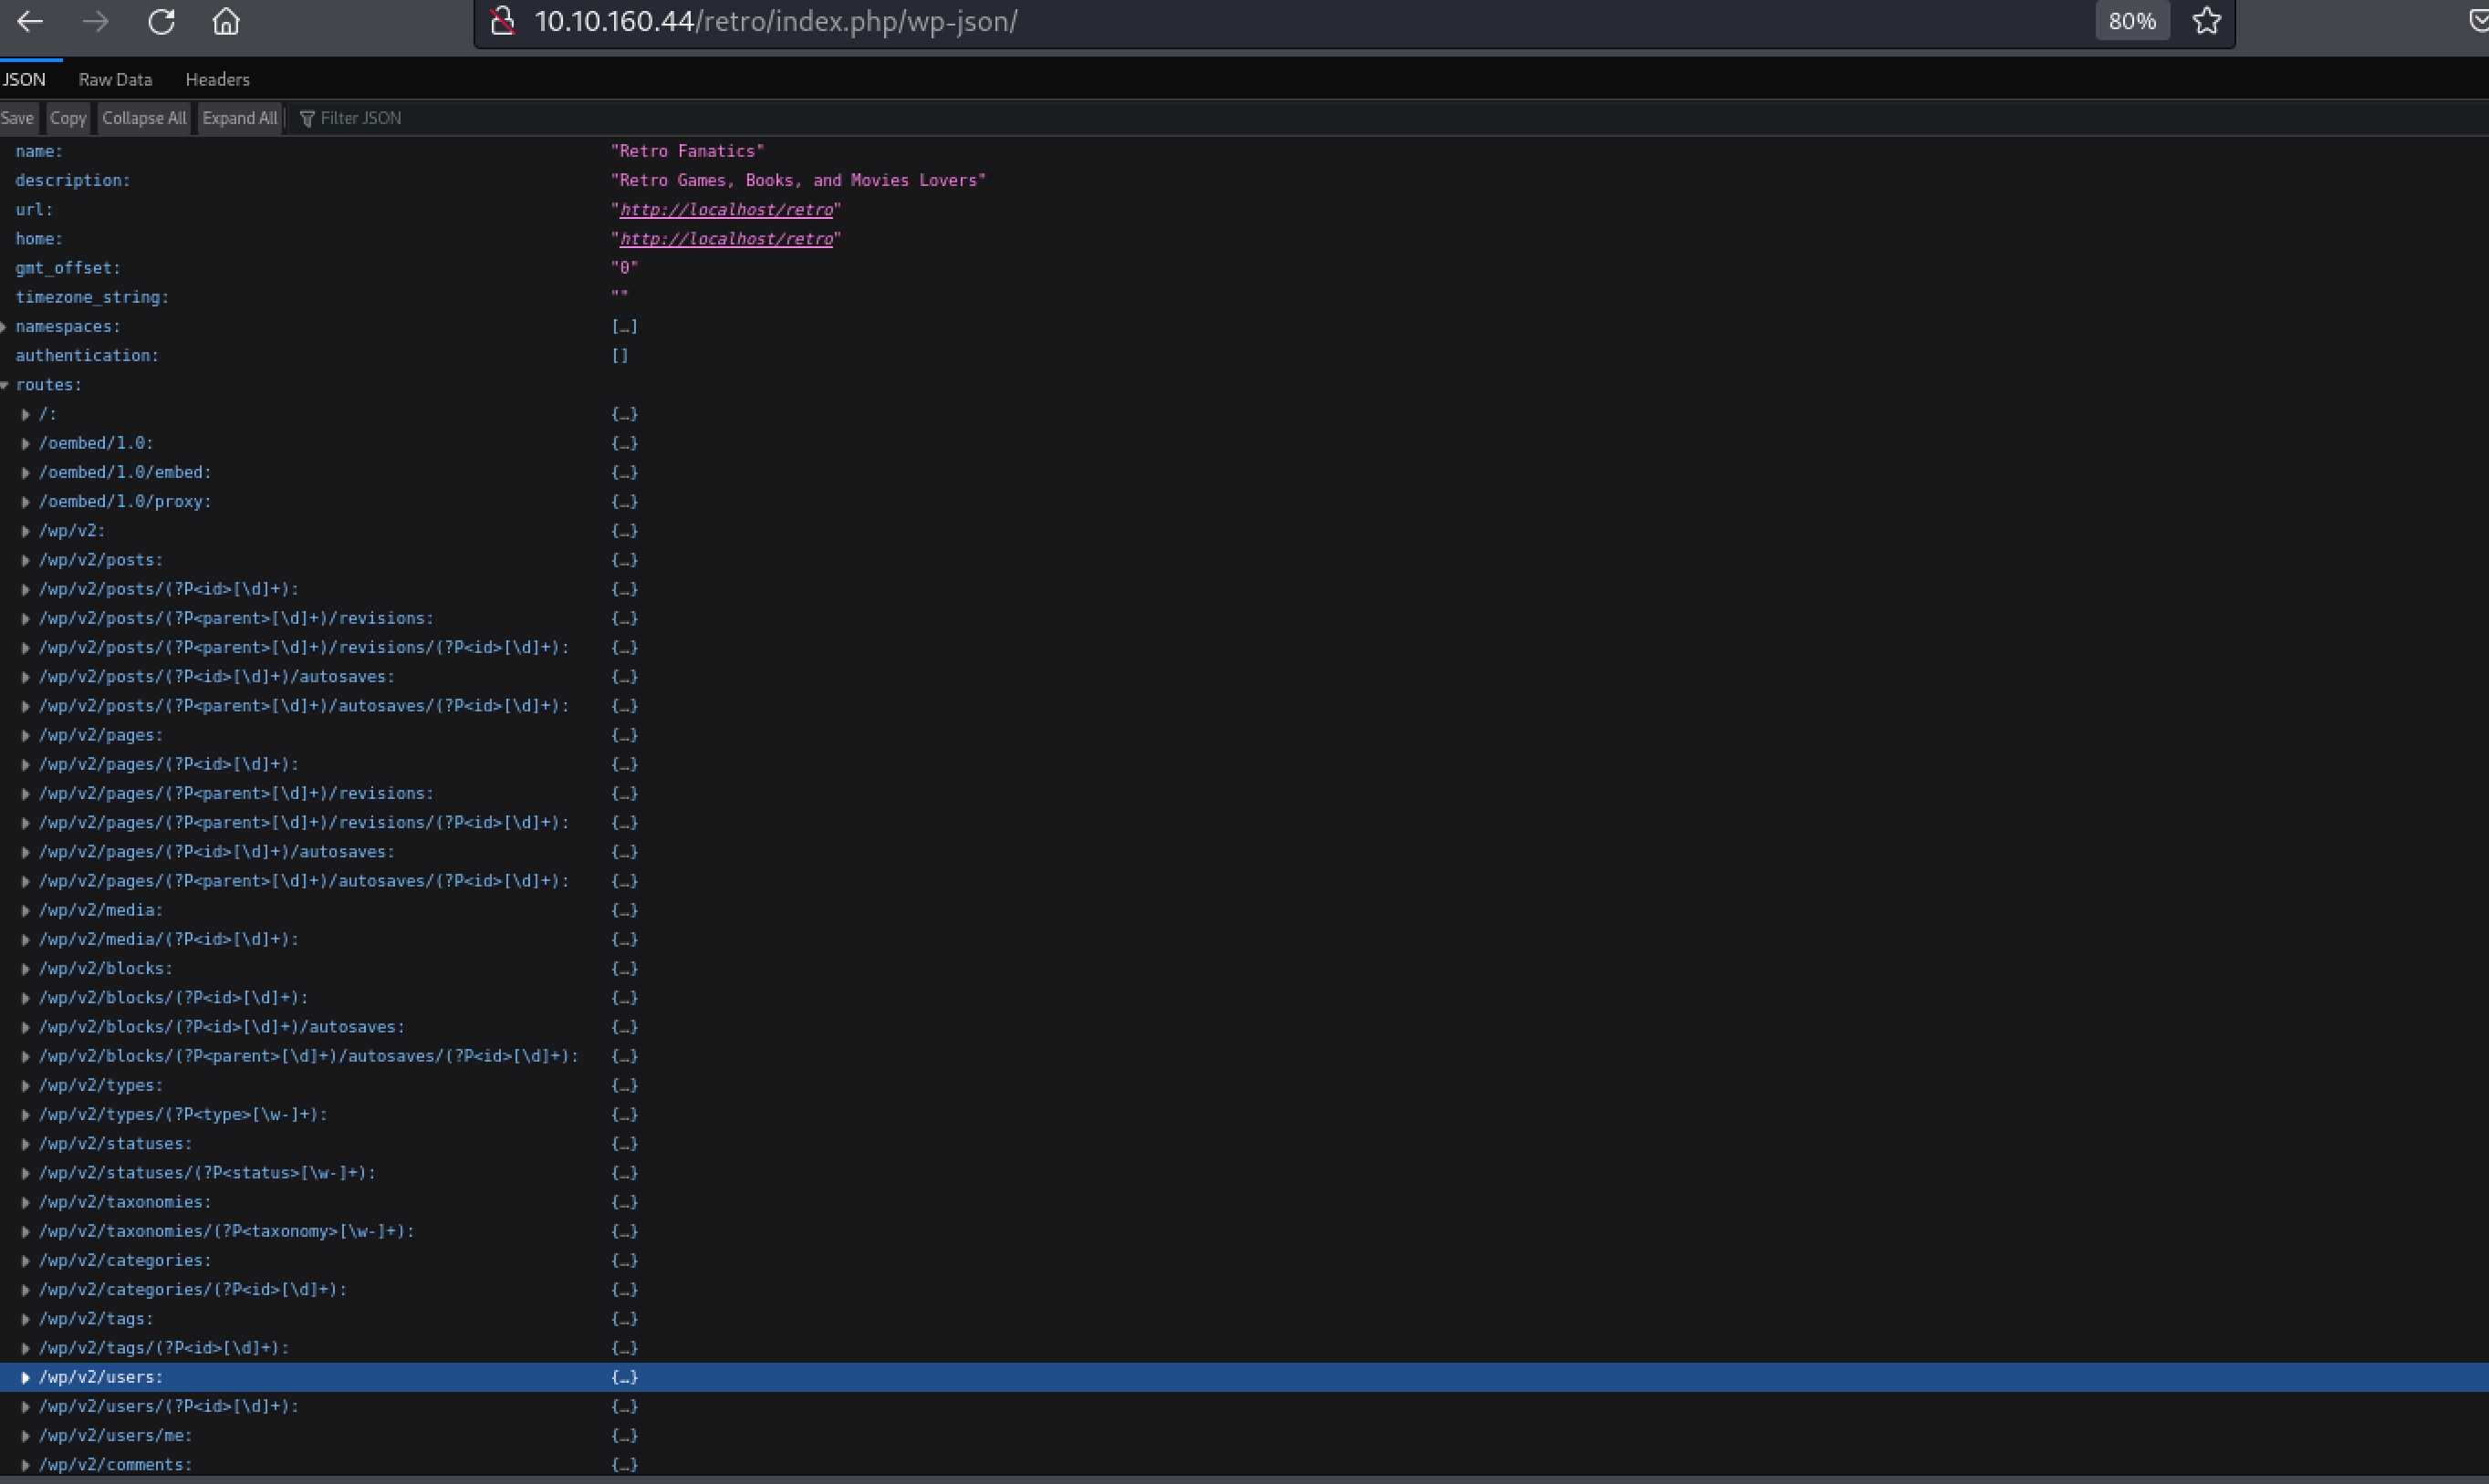 10.10.160.44/retro/index.php/wp-json/ 80%
JSON Raw Data Headers
Save Copy Collapse All Expand All Filter JSON
name: "Retro Fanatics"
description: "Retro Games, Books, and Movies Lovers"
url: "http://localhost/retro"
home: "http://localhost/retro"
gmt_offset: "0"
timezone_string: ""
namespaces: […]
authentication: []
routes:
/: {…}
/oembed/1.0: {…}
/oembed/1.0/embed: {…}
/oembed/1.0/proxy: {…}
/wp/v2: {…}
/wp/v2/posts: {…}
/wp/v2/posts/(?P<id>[\d]+): {…}
/wp/v2/posts/(?P<parent>[\d]+)/revisions: {…}
/wp/v2/posts/(?P<parent>[\d]+)/revisions/(?P<id>[\d]+): {…}
/wp/v2/posts/(?P<id>[\d]+)/autosaves: {…}
/wp/v2/posts/(?P<parent>[\d]+)/autosaves/(?P<id>[\d]+): {…}
/wp/v2/pages: {…}
/wp/v2/pages/(?P<id>[\d]+): {…}
/wp/v2/pages/(?P<parent>[\d]+)/revisions: {…}
/wp/v2/pages/(?P<parent>[\d]+)/revisions/(?P<id>[\d]+): {…}
/wp/v2/pages/(?P<id>[\d]+)/autosaves: {…}
/wp/v2/pages/(?P<parent>[\d]+)/autosaves/(?P<id>[\d]+): {…}
/wp/v2/media: {…}
/wp/v2/media/(?P<id>[\d]+): {…}
/wp/v2/blocks: {…}
/wp/v2/blocks/(?P<id>[\d]+): {…}
/wp/v2/blocks/(?P<id>[\d]+)/autosaves: {…}
/wp/v2/blocks/(?P<parent>[\d]+)/autosaves/(?P<id>[\d]+): {…}
/wp/v2/types: {…}
/wp/v2/types/(?P<type>[\w-]+): {…}
/wp/v2/statuses: {…}
/wp/v2/statuses/(?P<status>[\w-]+): {…}
/wp/v2/taxonomies: {…}
/wp/v2/taxonomies/(?P<taxonomy>[\w-]+): {…}
/wp/v2/categories: {…}
/wp/v2/categories/(?P<id>[\d]+): {…}
/wp/v2/tags: {…}
/wp/v2/tags/(?P<id>[\d]+): {…}
/wp/v2/users: {…}
/wp/v2/users/(?P<id>[\d]+): {…}
/wp/v2/users/me: {…}
/wp/v2/comments: {…}